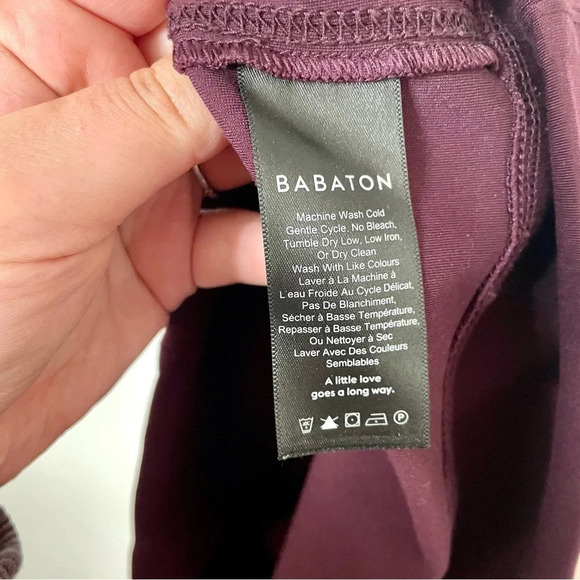 BABATON
Machine Wash Cold
Gentle Cycle. No Bleach,
Tumble Dry Low, Low Iron,
Or Dry Clean
Wash With Like Colours
Laver à La Machine à
L'eau Froide Au Cycle Délicat,
Pas De Blanchiment,
Sécher à Basse Température,
Repasser à Basse Température,
Ou Nettoyer à Sec
Laver Avec Des Couleurs
Semblables
A little love
goes a long way.